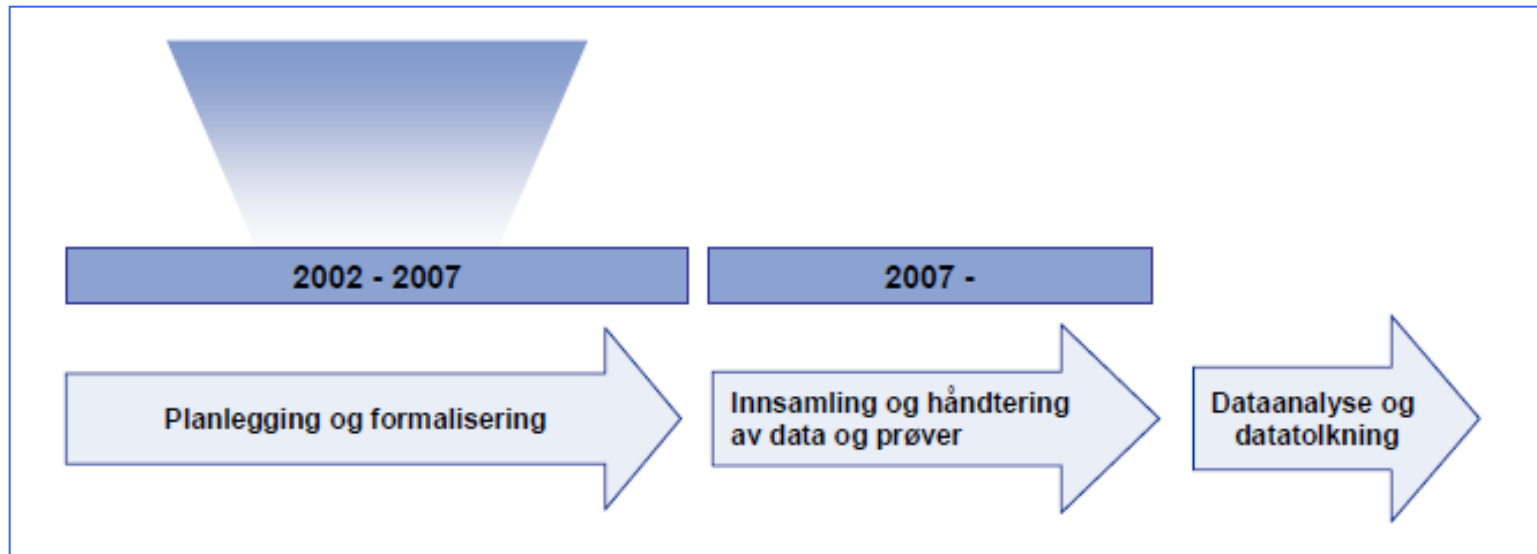 2002 - 2007
2007 -
Planlegging og formalisering
Innsamling og håndtering
av data og prøver
Dataanalyse og
datatolkning